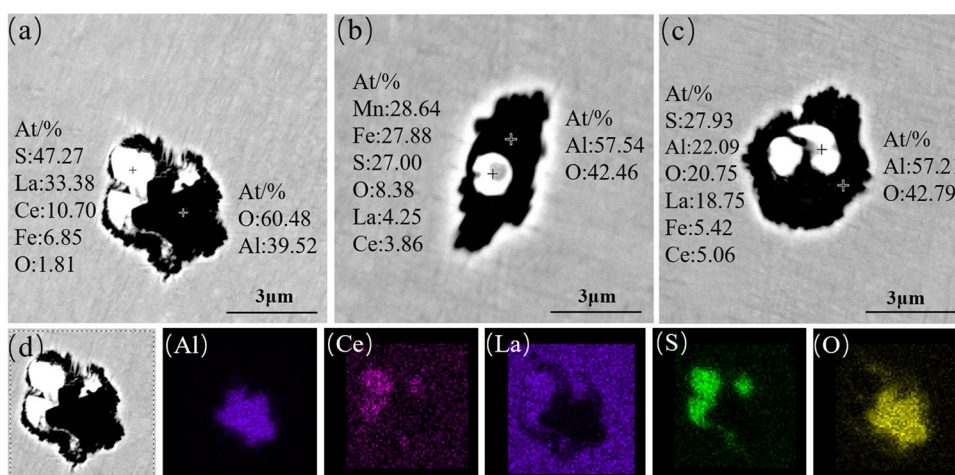 (a)
At/%
S:47.27
La:33.38
Ce:10.70
Fe:6.85
O:1.81
At/%
O:60.48
Al:39.52
3μm
(b)
At/%
Mn:28.64
Fe:27.88
S:27.00
O:8.38
La:4.25
Ce:3.86
At/%
Al:57.54
O:42.46
3μm
(c)
At/%
S:27.93
Al:22.09
O:20.75
La:18.75
Fe:5.42
Ce:5.06
At/%
Al:57.21
O:42.79
3μm
(d)
(Al)
(Ce)
(La)
(S)
(O)